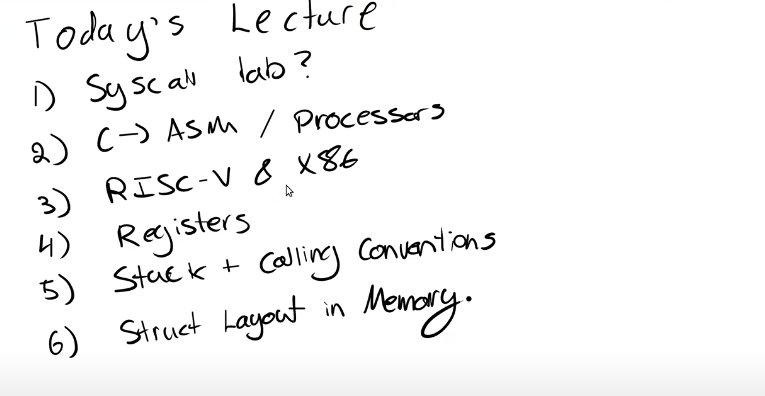 Today's Lecture
1) Syscall lab?
2) C -> ASM / Processors
3) RISC-V & x86
4) Registers
5) Stack + Calling Conventions
6) Struct Layout in Memory.